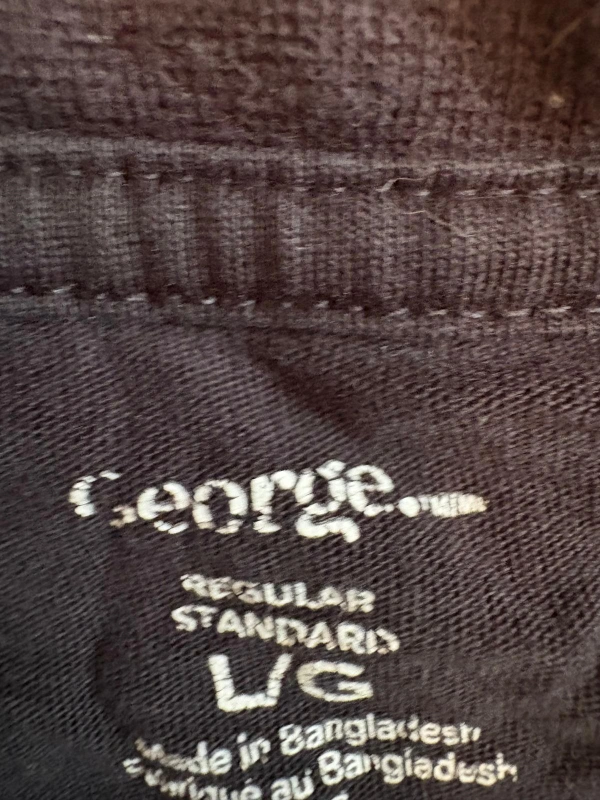 George.
REGULAR
STANDARD
L/G
Made in Bangladesh
Fabriqué au Bangladesh